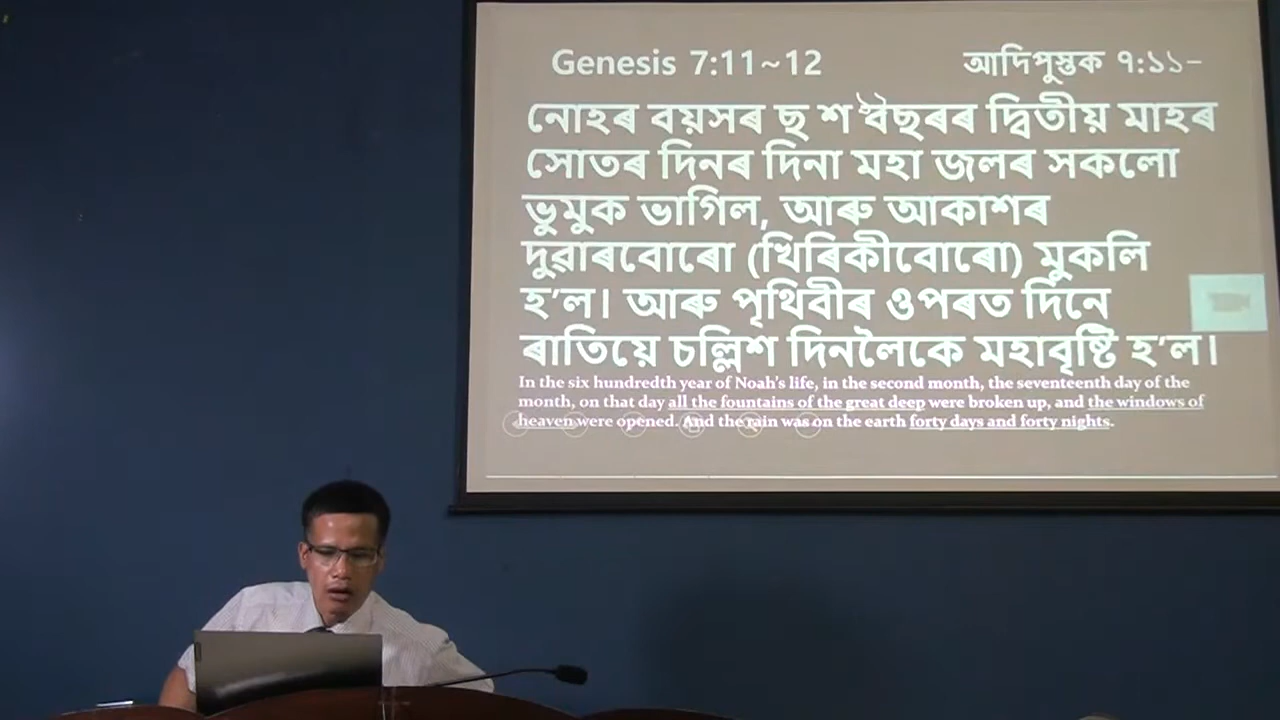 Genesis 7:11~12 আদিপুস্তক ৭:১১-
নোহৰ বয়সৰ ছ শ বছৰৰ দ্বিতীয় মাহৰ
সোতৰ দিনৰ দিনা মহা জলৰ সকলো
ভুমুক ভাগিল, আৰু আকাশৰ
দুৱাৰবোৰো (খিৰিকীবোৰো) মুকলি
হ’ল। আৰু পৃথিবীৰ ওপৰত দিনে
ৰাতিয়ে চল্লিশ দিনলৈকে মহাবৃষ্টি হ’ল।
In the six hundredth year of Noah's life, in the second month, the seventeenth day of the
month, on that day all the fountains of the great deep were broken up, and the windows of
heaven were opened. And the rain was on the earth forty days and forty nights.